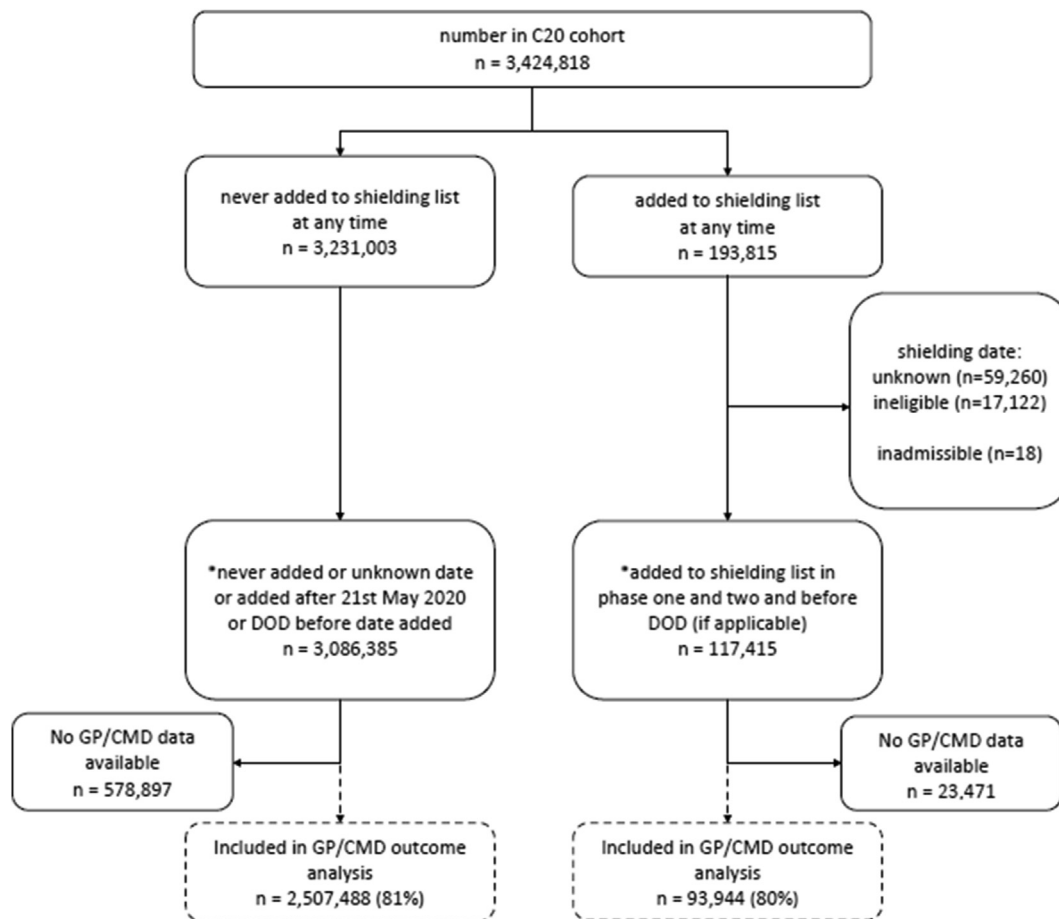 number in C20 cohort
n = 3,424,818
never added to shielding list
at any time
n = 3,231,003
added to shielding list
at any time
n = 193,815
shielding date:
unknown (n=59,260)
ineligible (n=17,122)
inadmissible (n=18)
*never added or unknown date
or added after 21st May 2020
or DOD before date added
n = 3,086,385
*added to shielding list in
phase one and two and before
DOD (if applicable)
n = 117,415
No GP/CMD data
available
n = 578,897
No GP/CMD data
available
n = 23,471
Included in GP/CMD outcome
analysis
n = 2,507,488 (81%)
Included in GP/CMD outcome
analysis
n = 93,944 (80%)